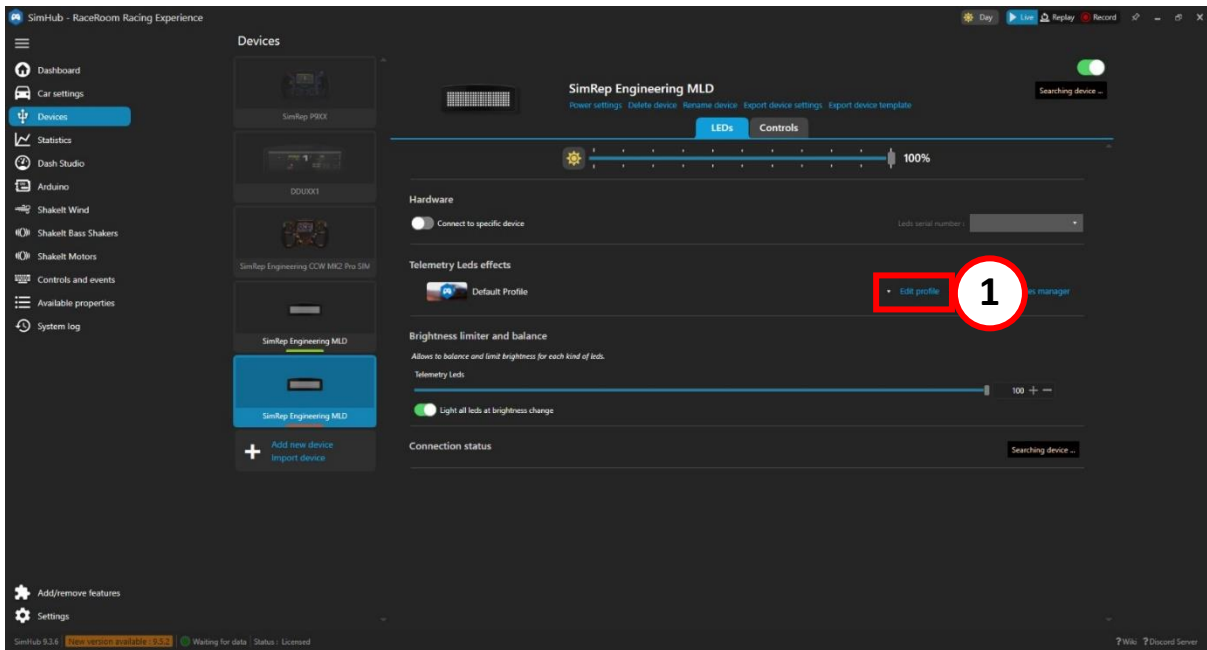 SimHub - RaceRoom Racing Experience
Day Live Replay Record
Devices
Dashboard
Car settings
Devices
Statistics
Dash Studio
Arduino
ShakeIt Wind
ShakeIt Bass Shakers
ShakeIt Motors
Controls and events
Available properties
System log
Add/remove features
Settings
SimRep P9XX
DDUXX1
SimRep Engineering CCW MK2 Pro SIM
SimRep Engineering MLD
SimRep Engineering MLD
Add new device
Import device
SimRep Engineering MLD
Power settings Delete device Rename device Export device settings Export device template
Searching device ...
LEDs Controls
100%
Hardware
Connect to specific device Leds serial number :
Telemetry Leds effects
Default Profile Edit profile 1 manager
Brightness limiter and balance
Allows to balance and limit brightness for each kind of leds.
Telemetry Leds
100 + −
Light all leds at brightness change
Connection status Searching device ...
SimHub 9.3.6 New version available : 9.5.2 Waiting for data Status : Licensed ? Wiki ? Discord Server